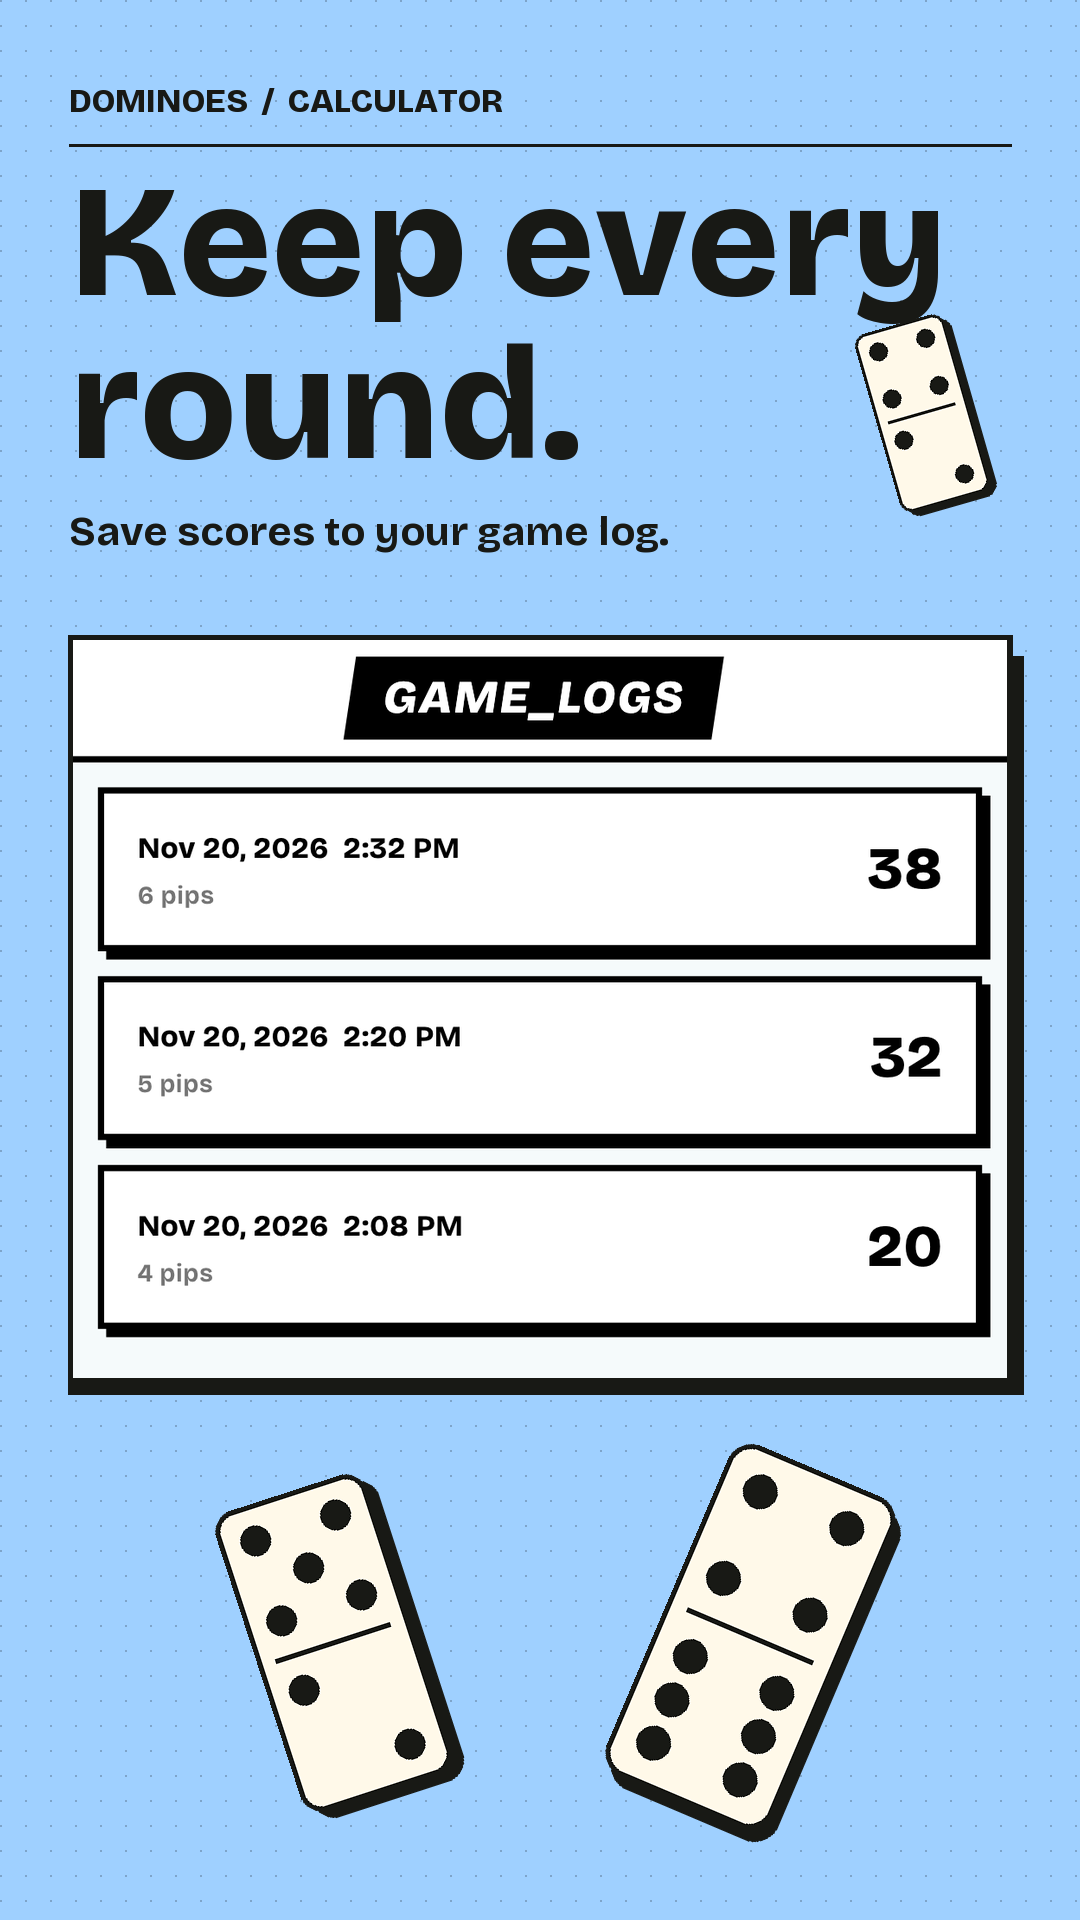 DOMINOES / CALCULATOR
Keep every
round.
Save scores to your game log.
GAME_LOGS
Nov 20, 2026 2:32 PM
6 pips
38
Nov 20, 2026 2:20 PM
5 pips
32
Nov 20, 2026 2:08 PM
4 pips
20